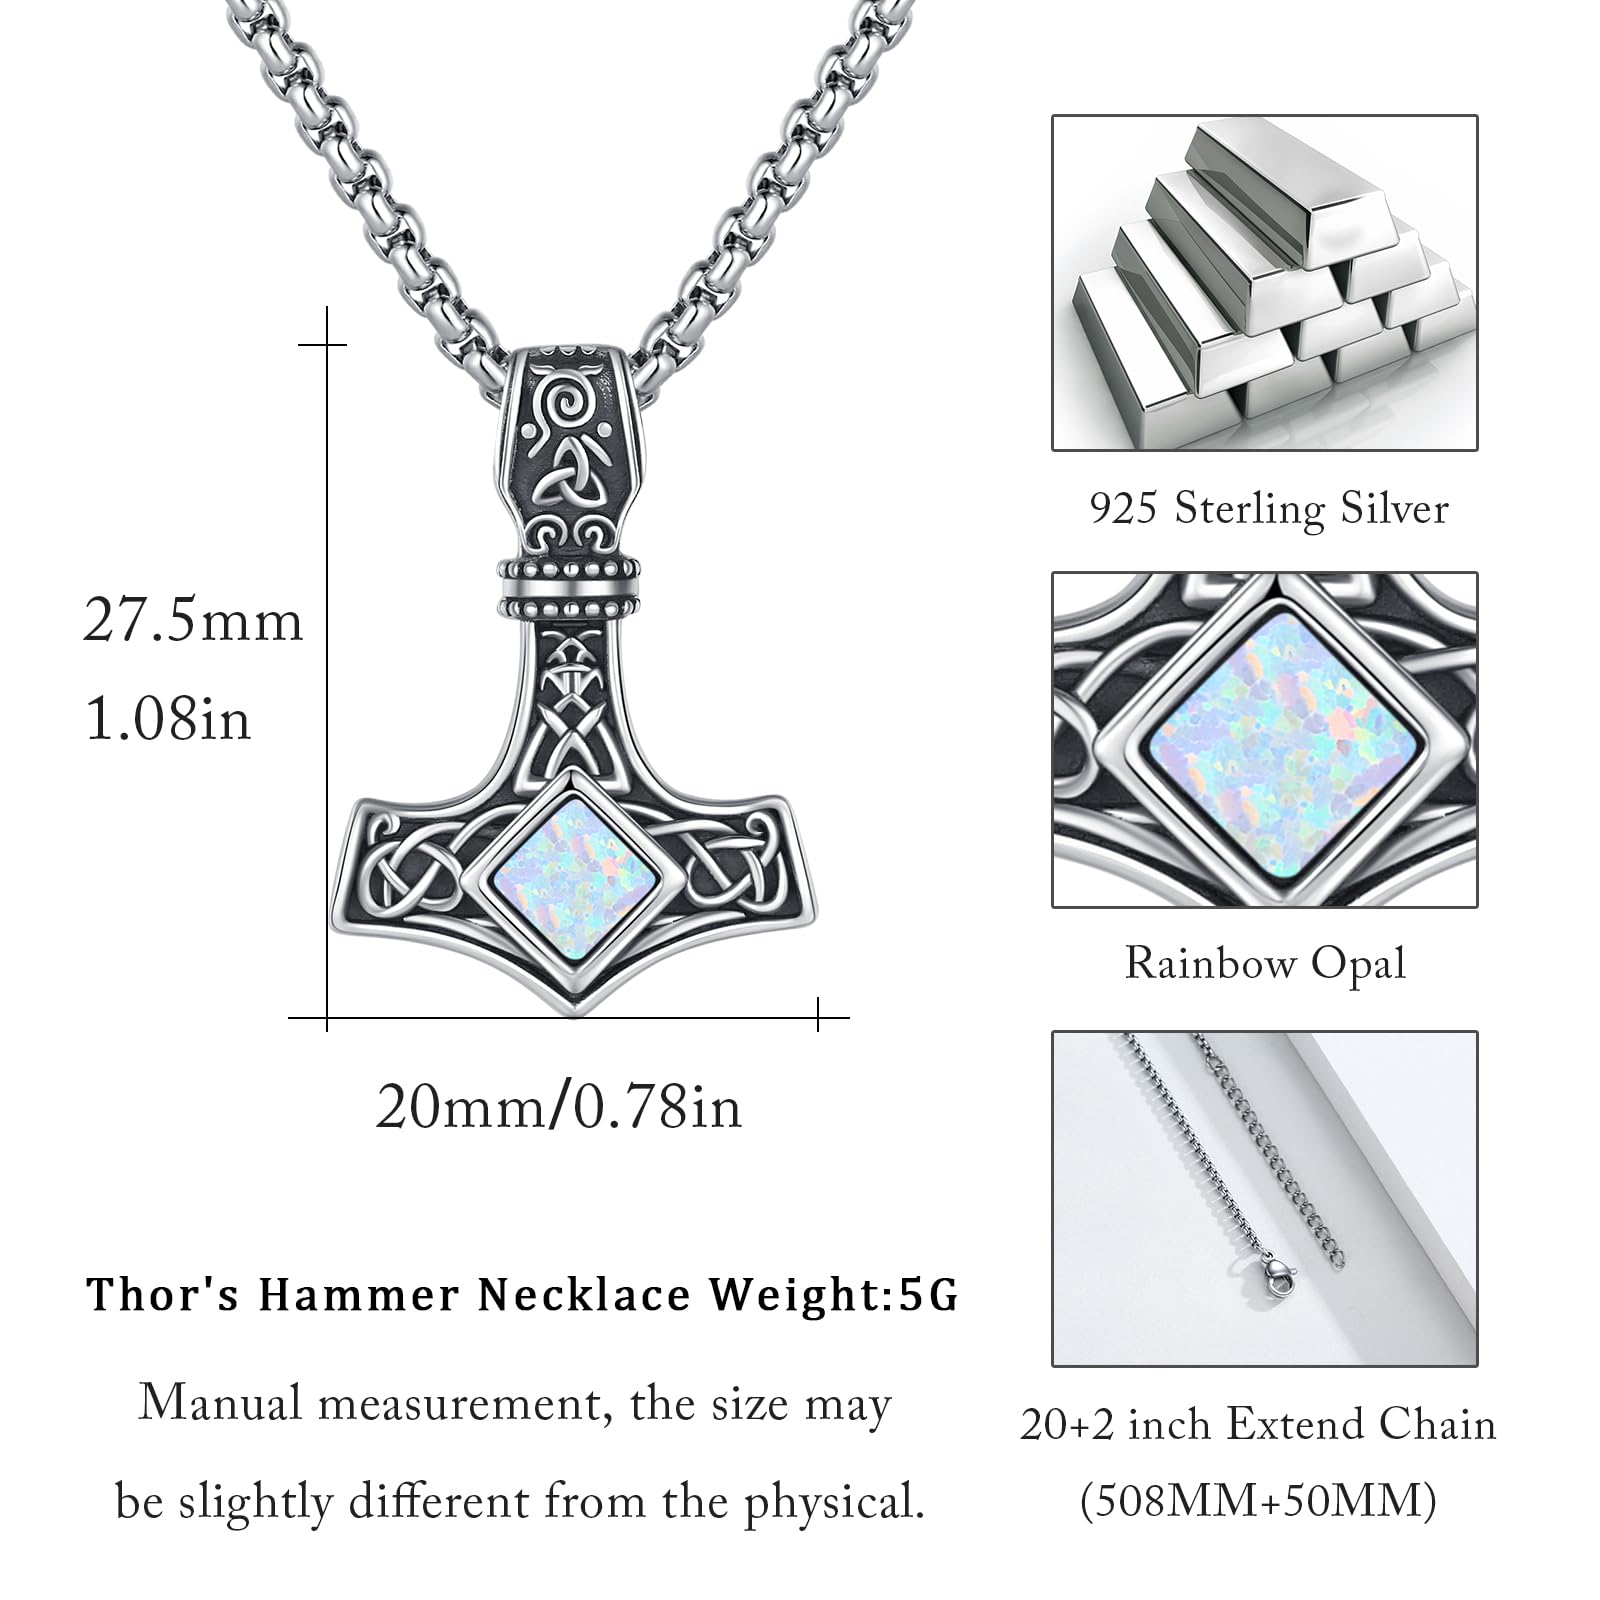 27.5mm
1.08in
20mm/0.78in
Thor's Hammer Necklace Weight:5G
Manual measurement, the size may
be slightly different from the physical.
925 Sterling Silver
Rainbow Opal
20+2 inch Extend Chain
(508MM+50MM)